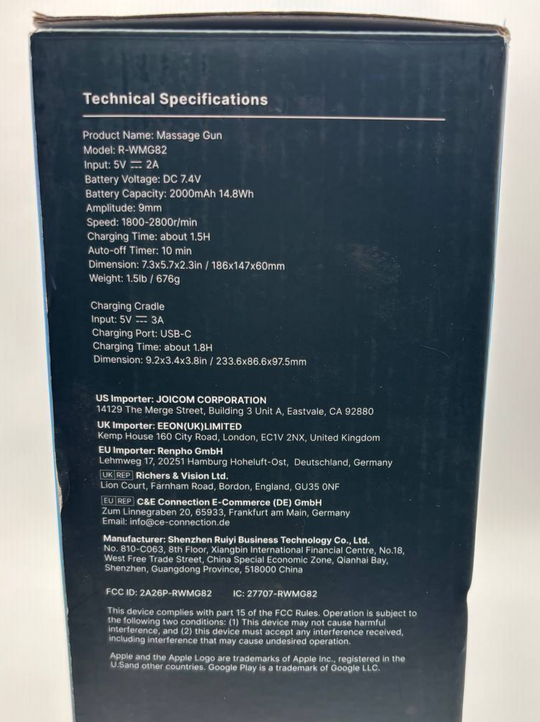 Technical Specifications
Product Name: Massage Gun
Model: R-WMG82
Input: 5V ⎓ 2A
Battery Voltage: DC 7.4V
Battery Capacity: 2000mAh 14.8Wh
Amplitude: 9mm
Speed: 1800-2800r/min
Charging Time: about 1.5H
Auto-off Timer: 10 min
Dimension: 7.3x5.7x2.3in / 186x147x60mm
Weight: 1.5lb / 676g
Charging Cradle
Input: 5V ⎓ 3A
Charging Port: USB-C
Charging Time: about 1.8H
Dimension: 9.2x3.4x3.8in / 233.6x86.6x97.5mm
US Importer: JOICOM CORPORATION
14129 The Merge Street, Building 3 Unit A, Eastvale, CA 92880
UK Importer: EEON(UK)LIMITED
Kemp House 160 City Road, London, EC1V 2NX, United Kingdom
EU Importer: Renpho GmbH
Lehmweg 17, 20251 Hamburg Hoheluft-Ost, Deutschland, Germany
UK REP Richers & Vision Ltd.
Lion Court, Farnham Road, Bordon, England, GU35 0NF
EU REP C&E Connection E-Commerce (DE) GmbH
Zum Linnegraben 20, 65933, Frankfurt am Main, Germany
Email: info@ce-connection.de
Manufacturer: Shenzhen Ruiyi Business Technology Co., Ltd.
No. 810-C063, 8th Floor, Xiangbin International Financial Centre, No.18,
West Free Trade Street, China Special Economic Zone, Qianhai Bay,
Shenzhen, Guangdong Province, 518000 China
FCC ID: 2A26P-RWMG82 IC: 27707-RWMG82
This device complies with part 15 of the FCC Rules. Operation is subject to
the following two conditions: (1) This device may not cause harmful
interference, and (2) this device must accept any interference received,
including interference that may cause undesired operation.
Apple and the Apple Logo are trademarks of Apple Inc., registered in the
U.Sand other countries. Google Play is a trademark of Google LLC.